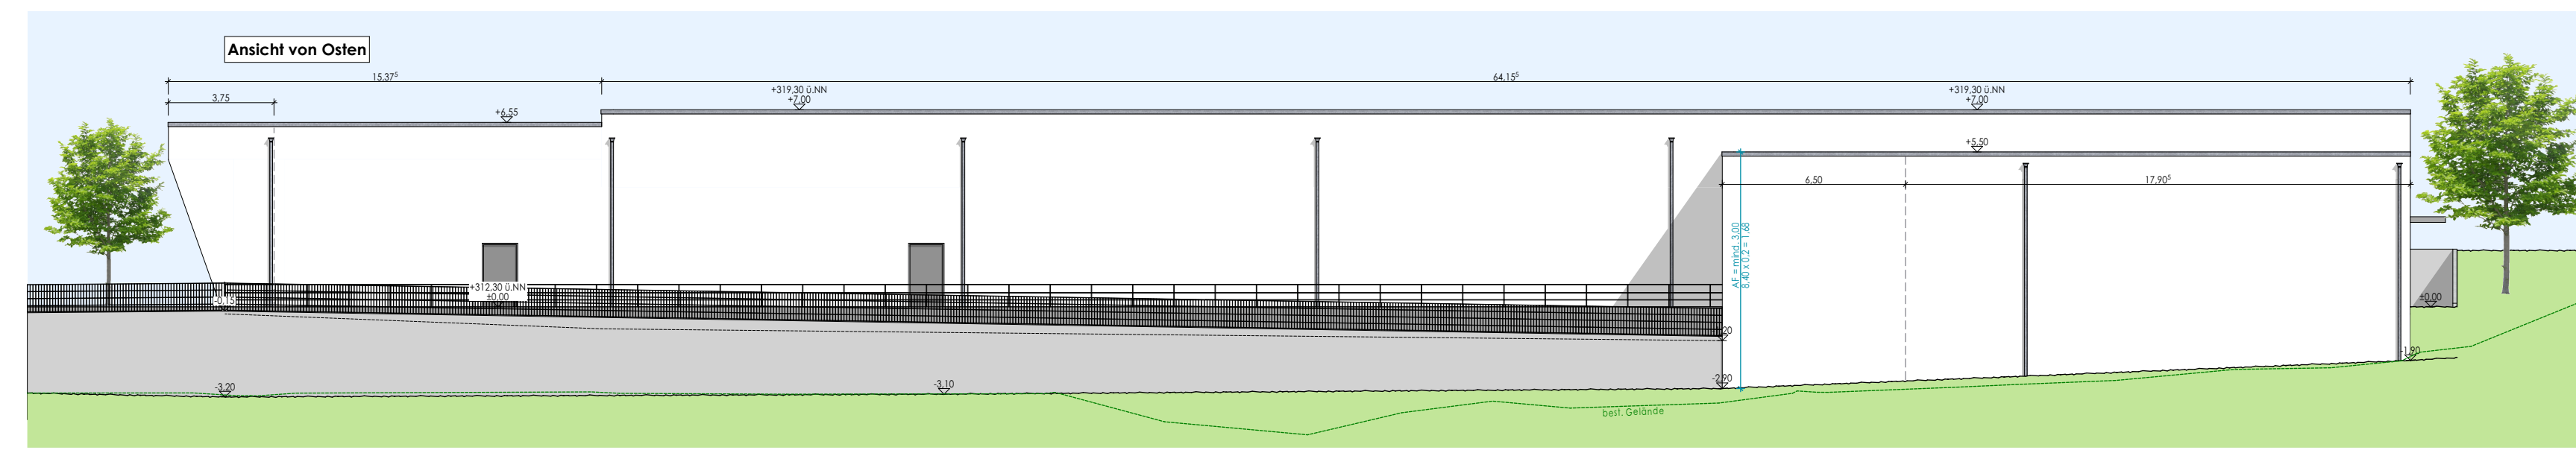 Ansicht von Osten
15,37⁵
64,15⁵
3,75
+319,30 ü.NN
+7,00
+319,30 ü.NN
+7,00
+6,55
+5,50
6,50
17,90⁵
AF = mind. 3,00
8,40 x 0,2 = 1,68
+312,30 ü.NN
±0,00
-0,15
±0,00
-1,90
-3,20
-3,10
-2,90
best. Gelände